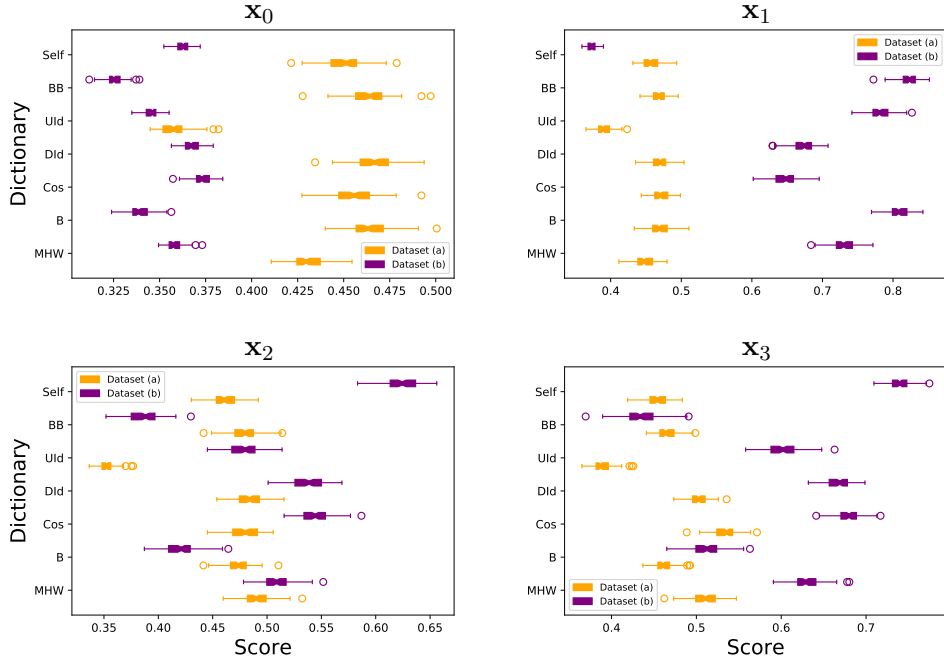 x0 x1
Dictionary
Self
BB
UId
DId
Cos
B
MHW
0.325 0.350 0.375 0.400 0.425 0.450 0.475 0.500
Dataset (a)
Dataset (b)
Self
BB
UId
DId
Cos
B
MHW
0.4 0.5 0.6 0.7 0.8
Dataset (a)
Dataset (b)
x2 x3
Dictionary
Self
BB
UId
DId
Cos
B
MHW
0.35 0.40 0.45 0.50 0.55 0.60 0.65
Score
Dataset (a)
Dataset (b)
Self
BB
UId
DId
Cos
B
MHW
0.4 0.5 0.6 0.7
Score
Dataset (a)
Dataset (b)